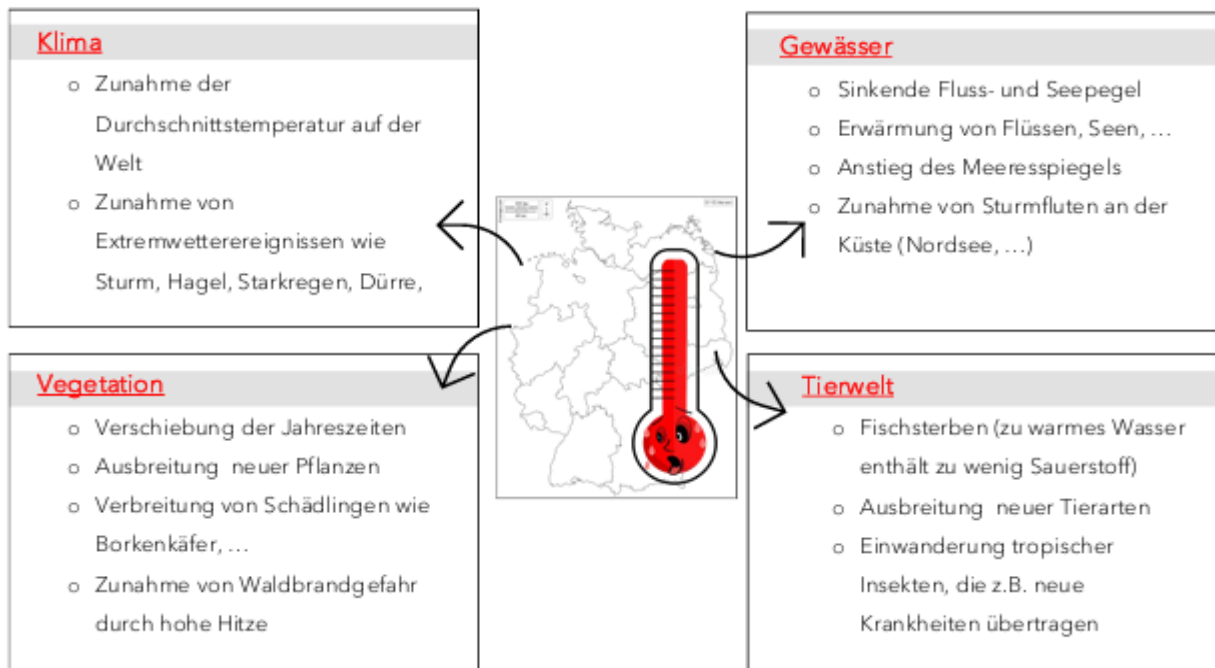 Klima
o Zunahme der
Durchschnittstemperatur auf der
Welt
o Zunahme von
Extremwetterereignissen wie
Sturm, Hagel, Starkregen, Dürre,
Gewässer
o Sinkende Fluss- und Seepegel
o Erwärmung von Flüssen, Seen, …
o Anstieg des Meeresspiegels
o Zunahme von Sturmfluten an der
Küste (Nordsee, …)
Vegetation
o Verschiebung der Jahreszeiten
o Ausbreitung neuer Pflanzen
o Verbreitung von Schädlingen wie
Borkenkäfer, …
o Zunahme von Waldbrandgefahr
durch hohe Hitze
Tierwelt
o Fischsterben (zu warmes Wasser
enthält zu wenig Sauerstoff)
o Ausbreitung neuer Tierarten
o Einwanderung tropischer
Insekten, die z.B. neue
Krankheiten übertragen